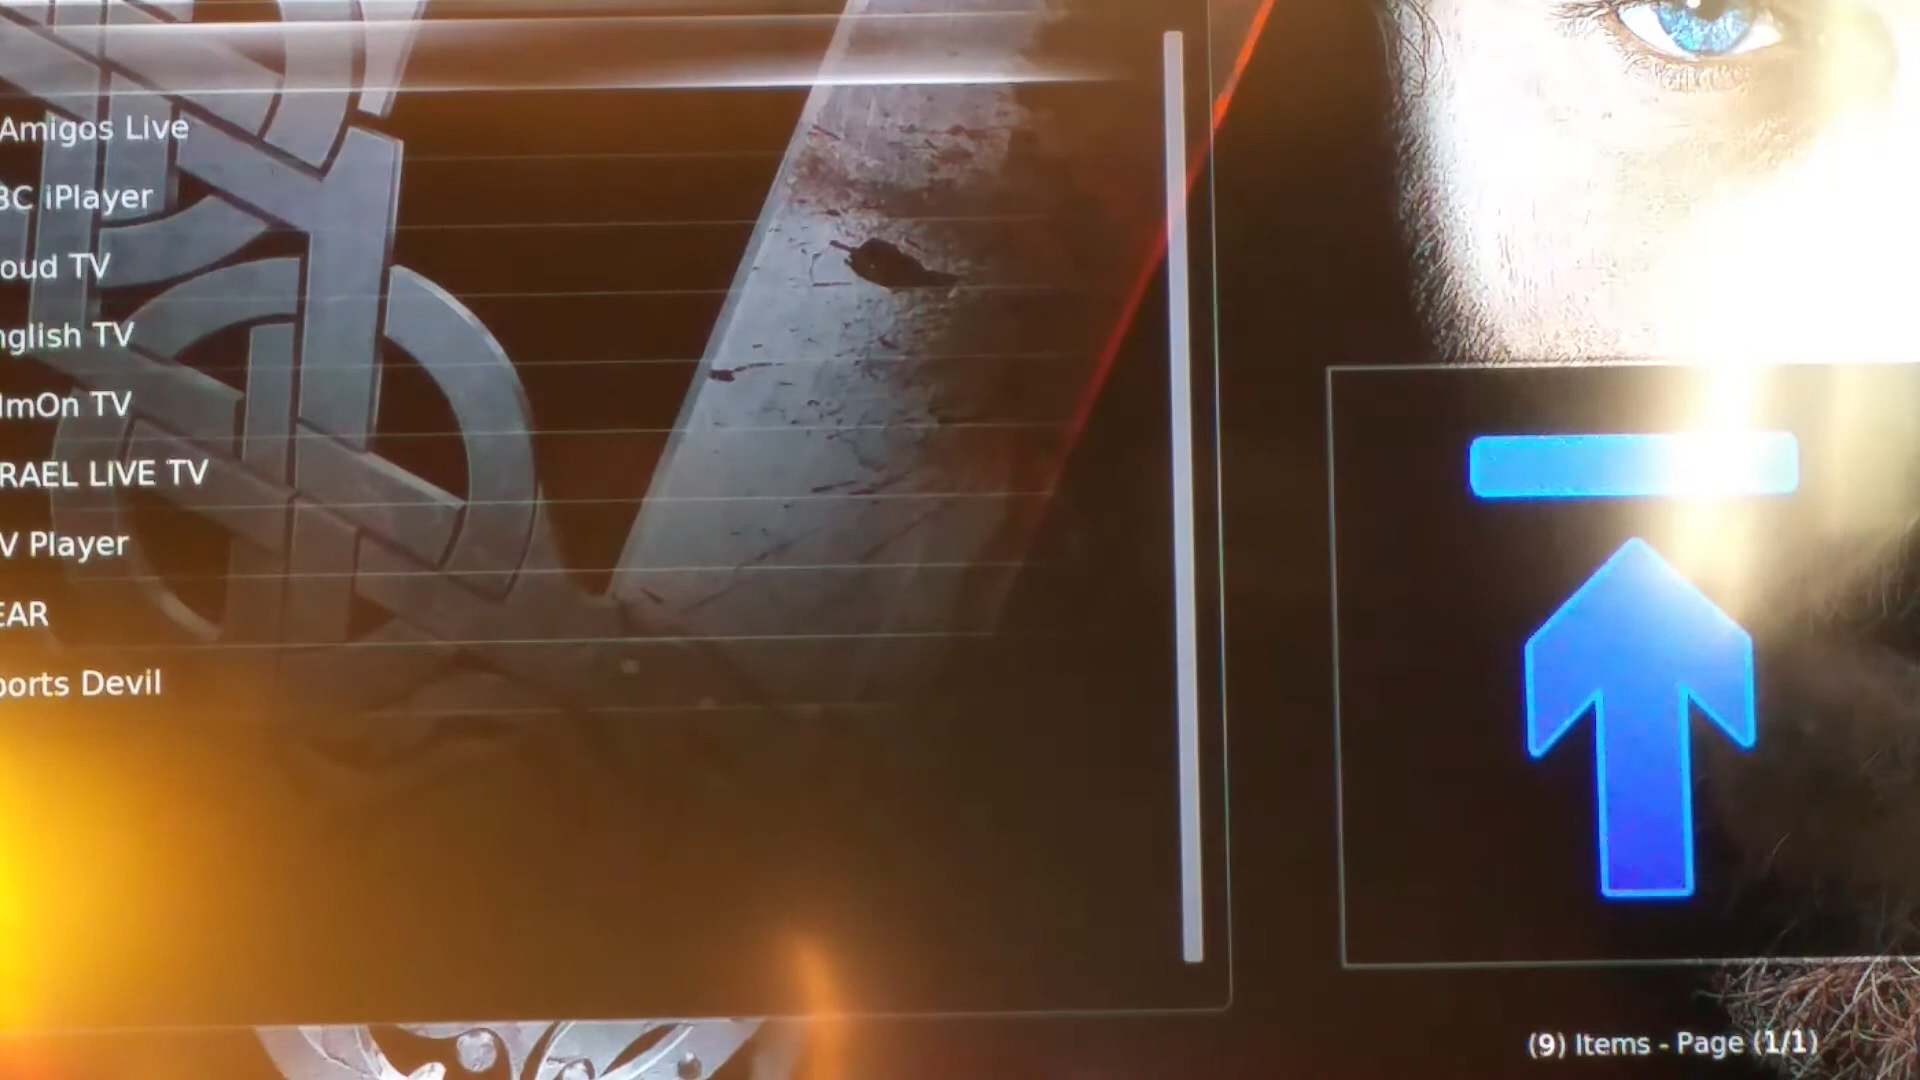 Amigos Live
BC iPlayer
oud TV
nglish TV
lmOn TV
RAEL LIVE TV
V Player
EAR
ports Devil
(9) Items - Page (1/1)